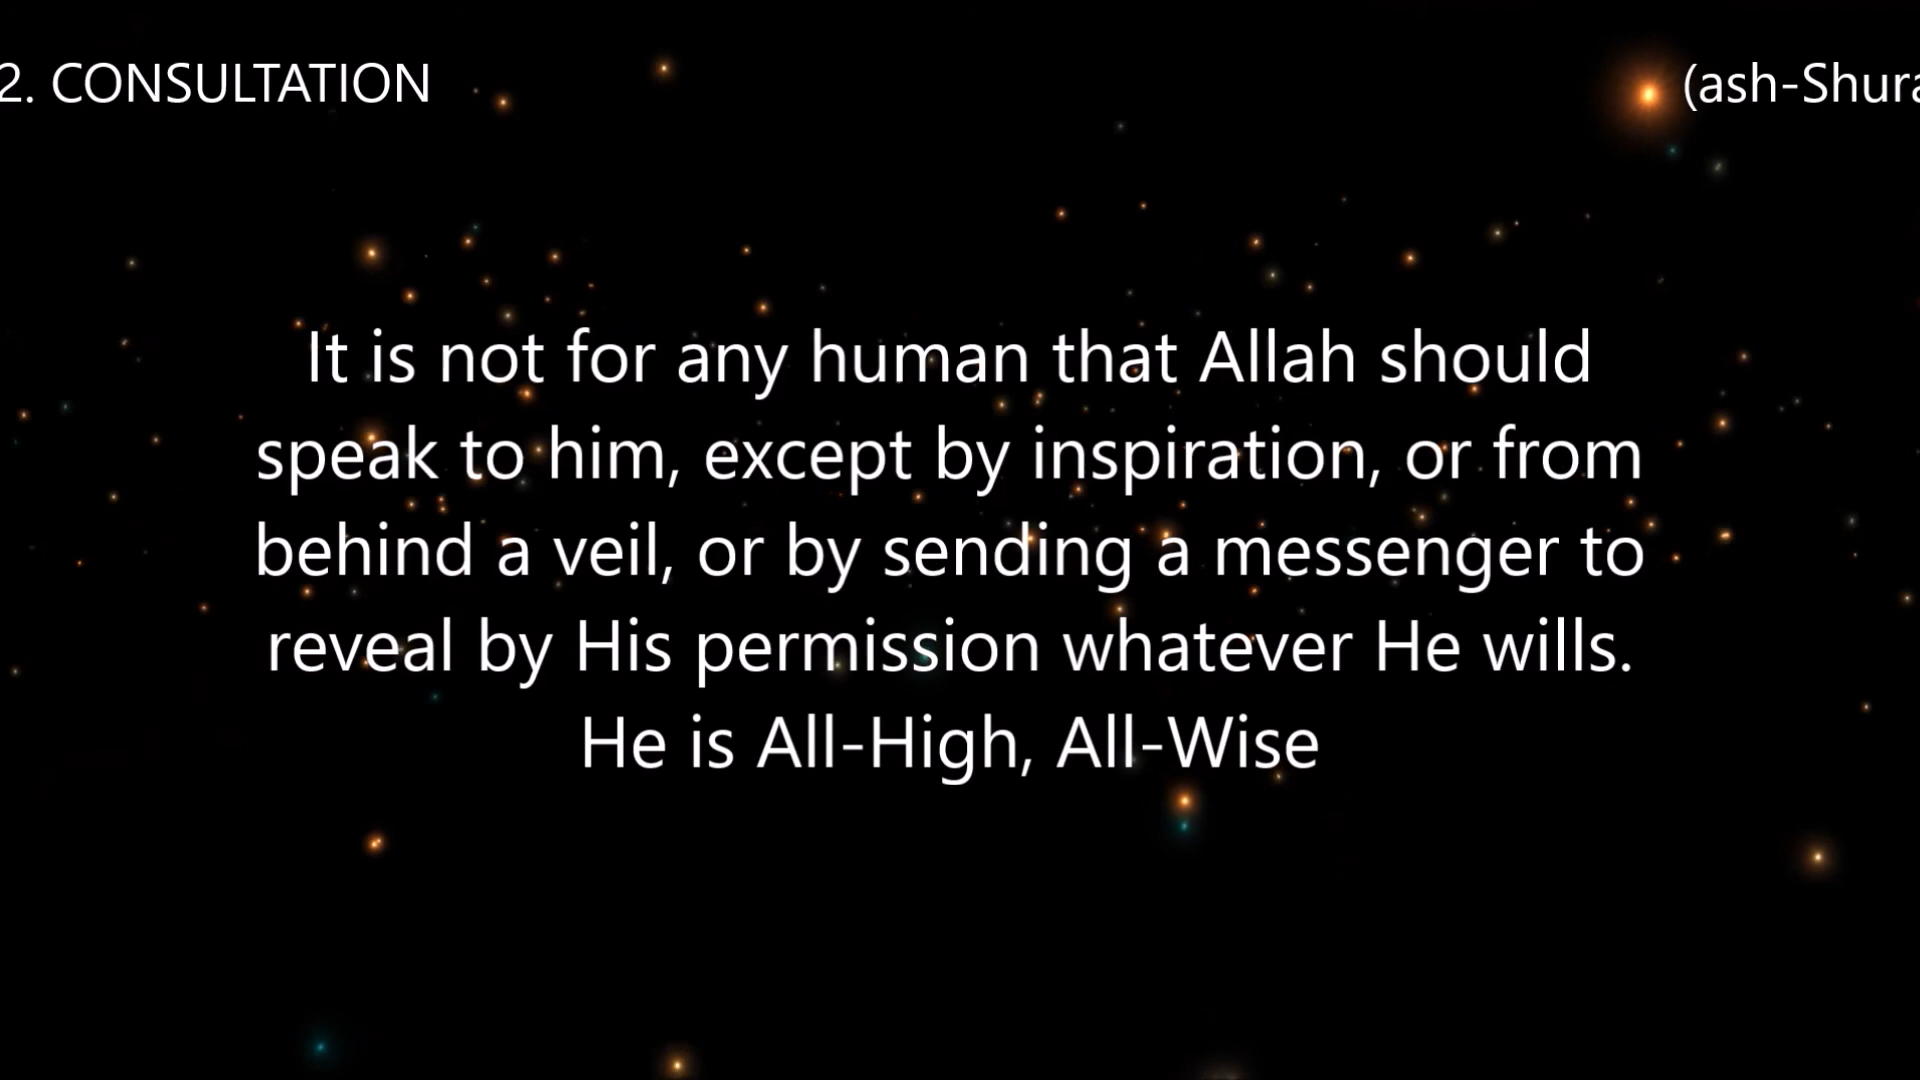 2. CONSULTATION
(ash-Shura
It is not for any human that Allah should
speak to him, except by inspiration, or from
behind a veil, or by sending a messenger to
reveal by His permission whatever He wills.
He is All-High, All-Wise